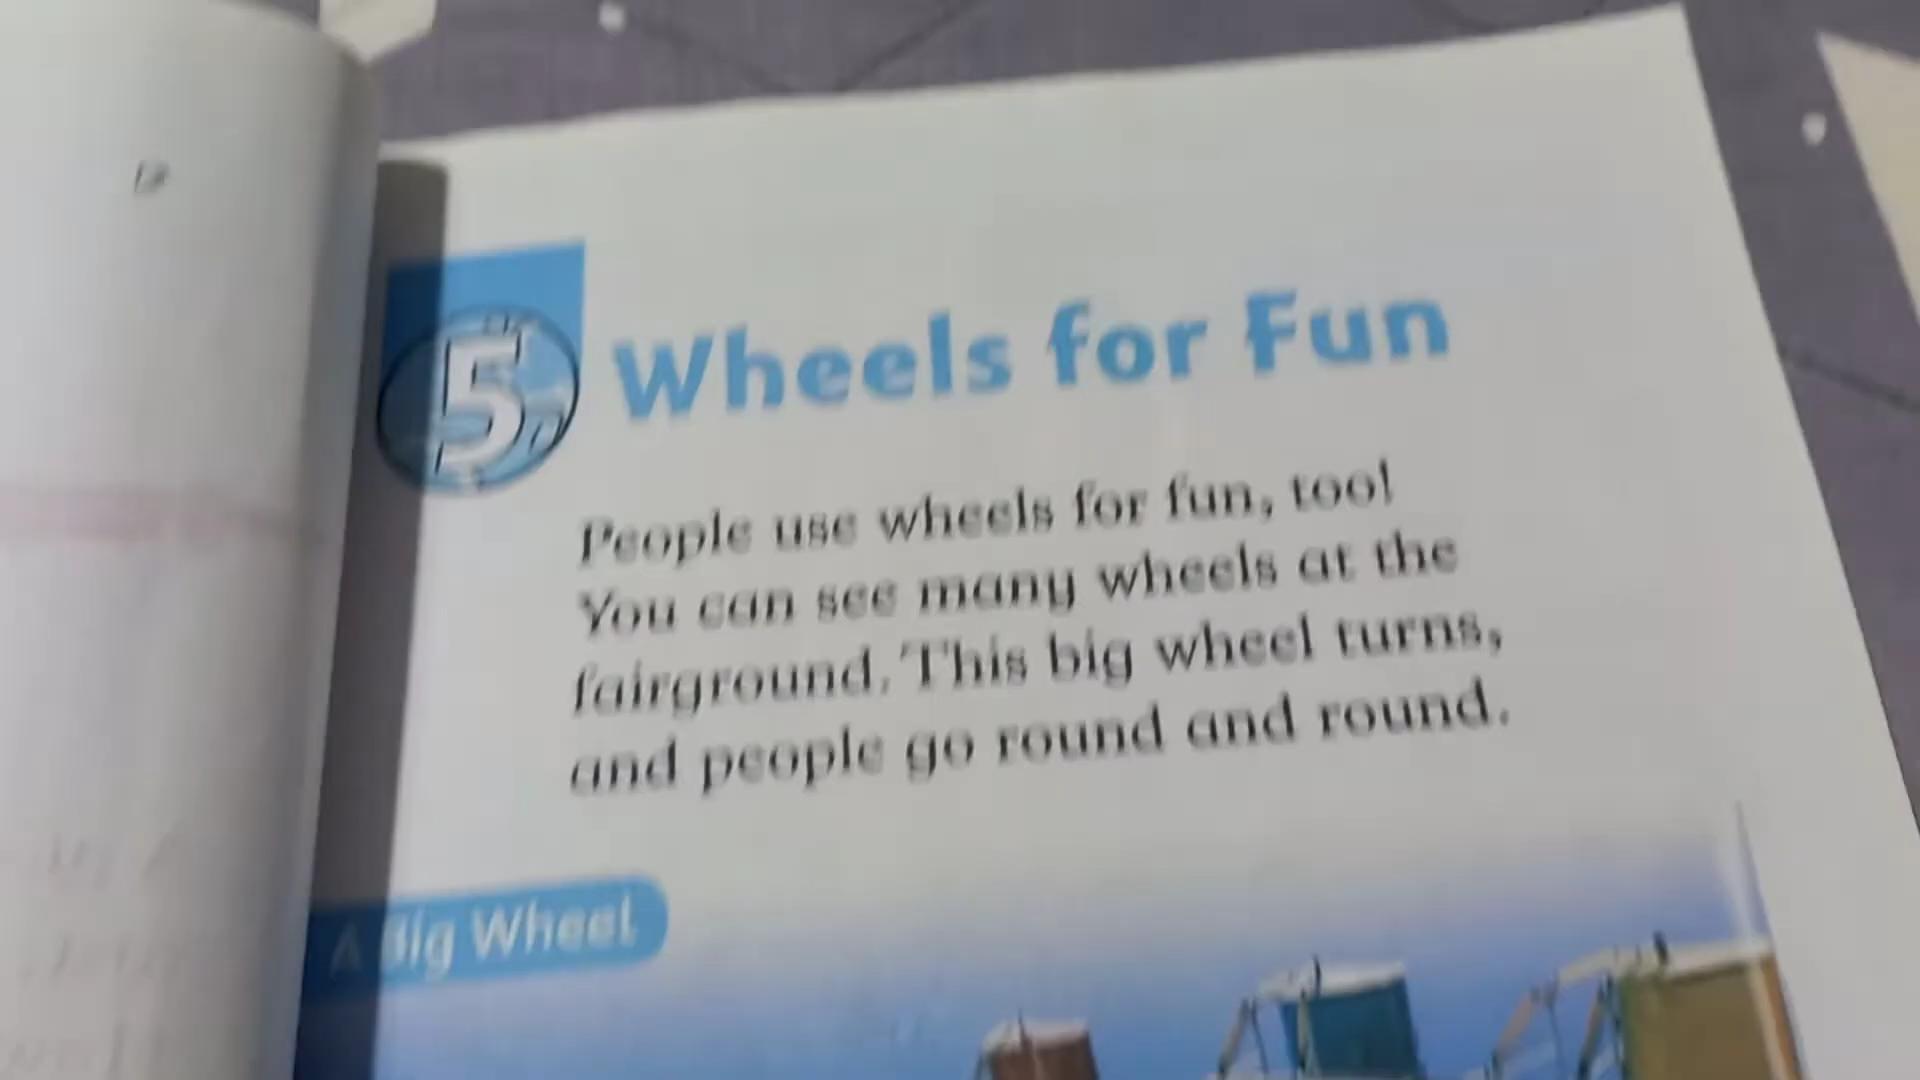 5 Wheels for Fun
People use wheels for fun, too!
You can see many wheels at the
fairground. This big wheel turns,
and people go round and round.
A Big Wheel